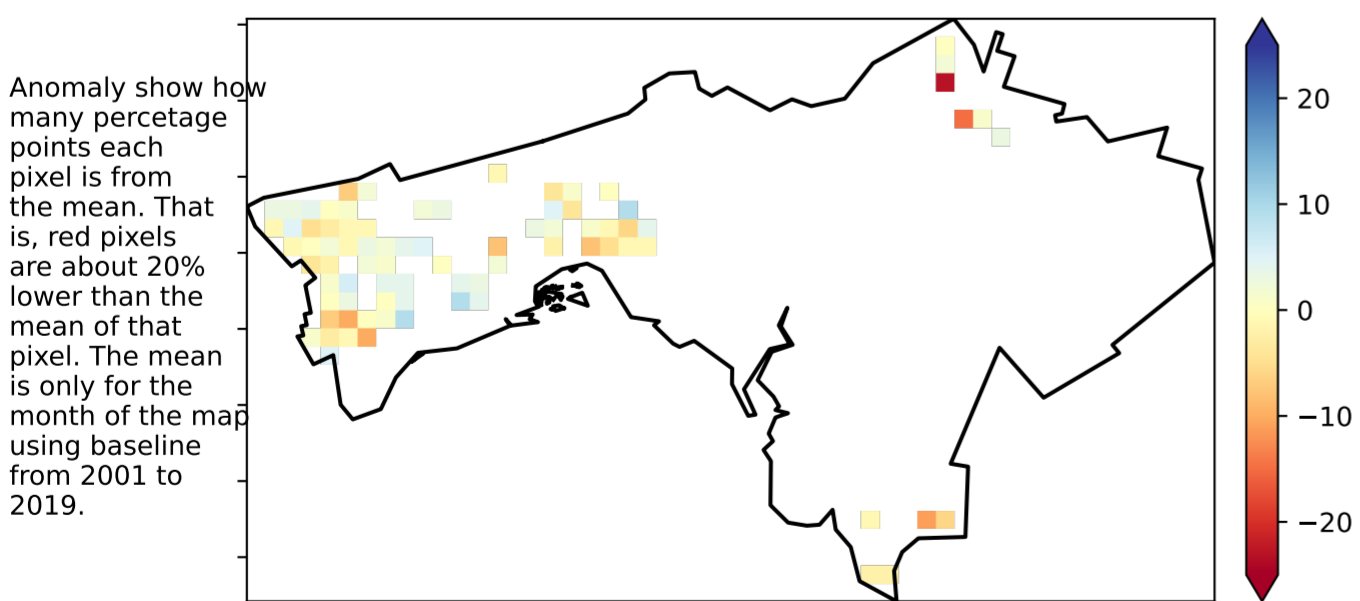 Anomaly show how
many percetage
points each
pixel is from
the mean. That
is, red pixels
are about 20%
lower than the
mean of that
pixel. The mean
is only for the
month of the map
using baseline
from 2001 to
2019.
20
10
0
−10
−20